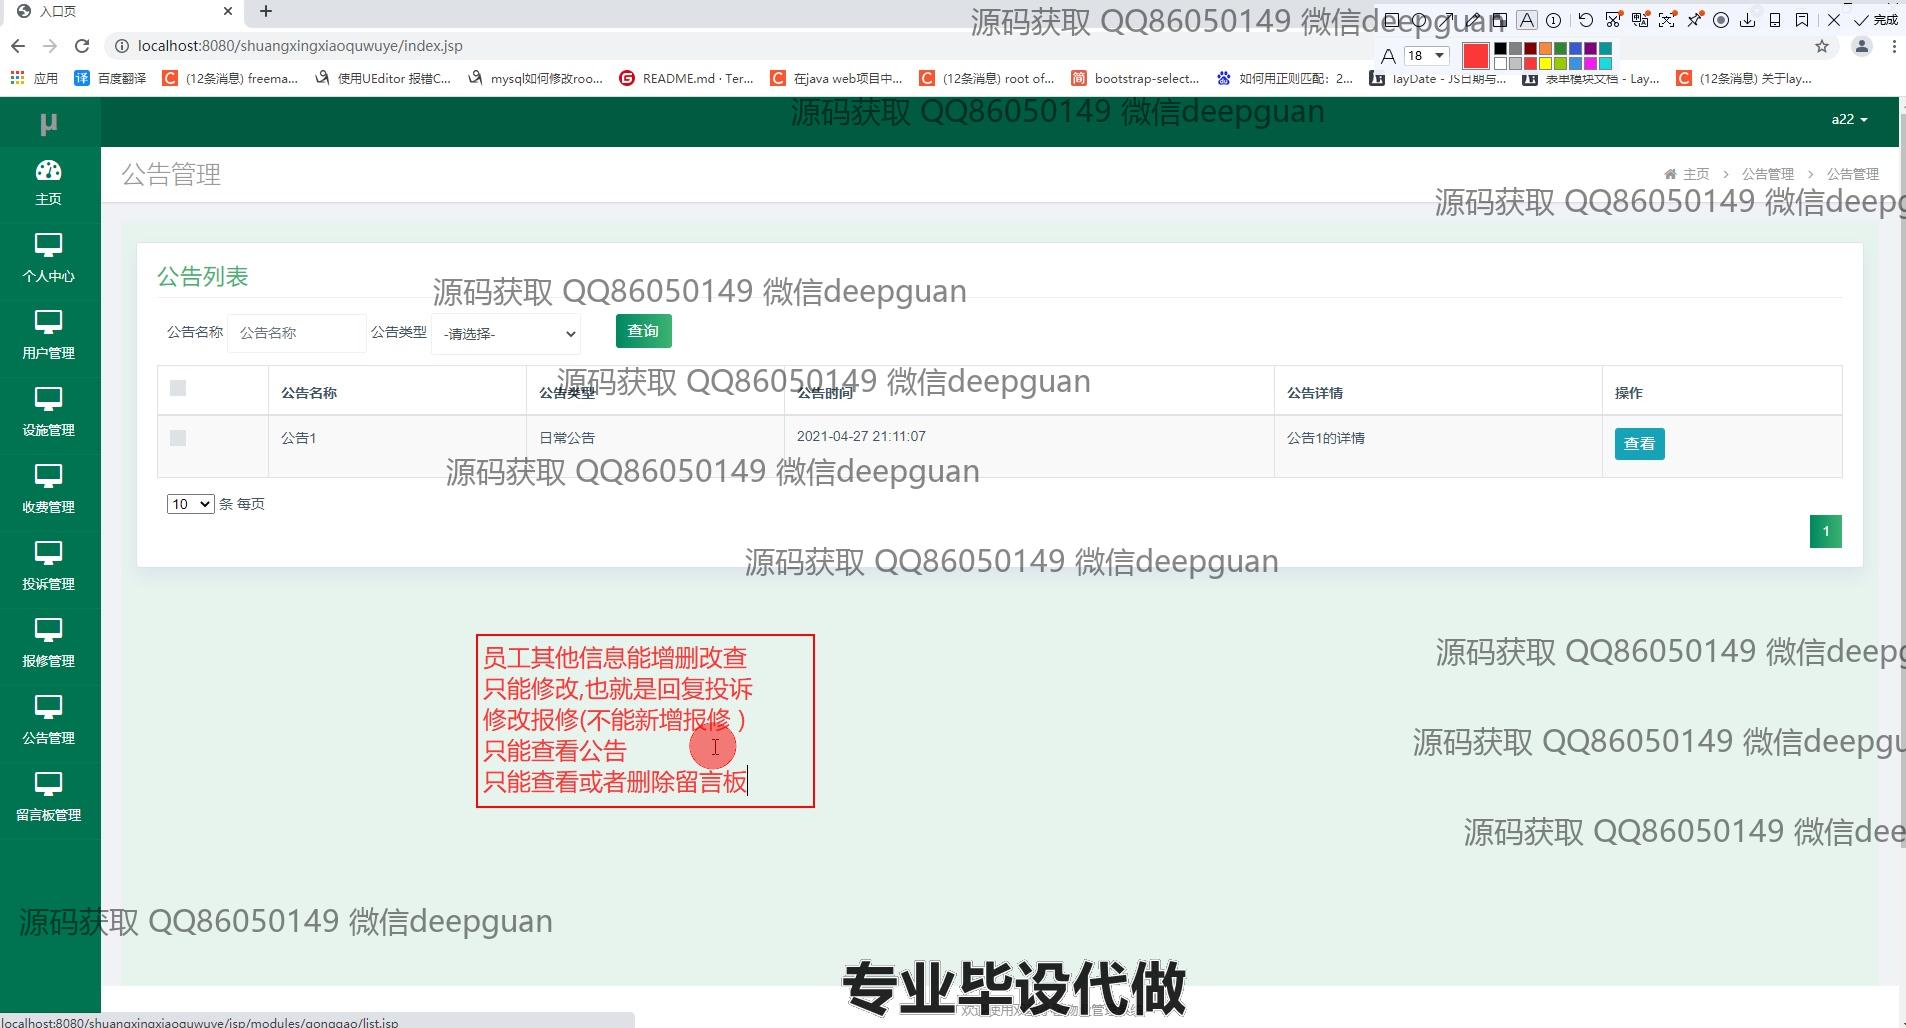 入口页
源码获取 QQ86050149 微信deepguan
完成
localhost:8080/shuangxingxiaoquwuye/index.jsp
18
应用
百度翻译
(12条消息) freema...
使用UEditor 报错C...
mysql如何修改roo...
README.md · Ter...
在java web项目中...
(12条消息) root of...
bootstrap-select...
如何用正则匹配：2...
layDate - JS日期与...
表单模块文档 - Lay...
(12条消息) 关于lay...
μ
源码获取 QQ86050149 微信deepguan
a22
主页
公告管理
主页 > 公告管理 > 公告管理
源码获取 QQ86050149 微信deepg
个人中心
公告列表
源码获取 QQ86050149 微信deepguan
公告名称 公告名称 公告类型 -请选择- 查询
用户管理
源码获取 QQ86050149 微信deepguan
公告名称 公告类型 公告时间 公告详情 操作
设施管理
公告1 日常公告 2021-04-27 21:11:07 公告1的详情 查看
源码获取 QQ86050149 微信deepguan
收费管理
10 条 每页
1
源码获取 QQ86050149 微信deepguan
投诉管理
报修管理
员工其他信息能增删改查
只能修改,也就是回复投诉
修改报修(不能新增报修 )
只能查看公告
只能查看或者删除留言板
源码获取 QQ86050149 微信deepg
公告管理
源码获取 QQ86050149 微信deepgu
留言板管理
源码获取 QQ86050149 微信dee
源码获取 QQ86050149 微信deepguan
专业毕设代做
localhost:8080/shuangxingxiaoquwuye/jsp/modules/gonggao/list.jsp